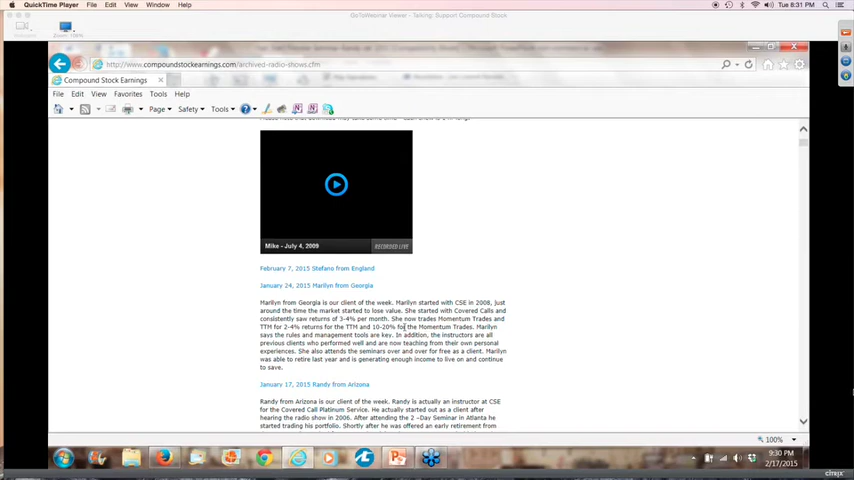 QuickTime Player File Edit View Window Help Tue 8:31 PM
GoToWebinar Viewer - Talking: Support Compound Stock
Zoom: 100%
http://www.compoundstockearnings.com/archived-radio-shows.cfm
Compound Stock Earnings
File Edit View Favorites Tools Help
Page Safety Tools
Mike - July 4, 2009 RECORDED LIVE
February 7, 2015 Stefano from England
January 24, 2015 Marilyn from Georgia
Marilyn from Georgia is our client of the week. Marilyn started with CSE in 2008, just
around the time the market started to lose value. She started with Covered Calls and
consistently saw returns of 3-4% per month. She now trades Momentum Trades and
TTM for 2-4% returns for the TTM and 10-20% for the Momentum Trades. Marilyn
says the rules and management tools are key. In addition, the instructors are all
previous clients who performed well and are now teaching from their own personal
experiences. She also attends the seminars over and over for free as a client. Marilyn
was able to retire last year and is generating enough income to live on and continue
to save.
January 17, 2015 Randy from Arizona
Randy from Arizona is our client of the week. Randy is actually an instructor at CSE
for the Covered Call Platinum Service. He actually started out as a client after
hearing the radio show in 2006. After attending the 2 -Day Seminar in Atlanta he
started trading his portfolio. Shortly after he was offered an early retirement from
100%
9:30 PM
2/17/2015